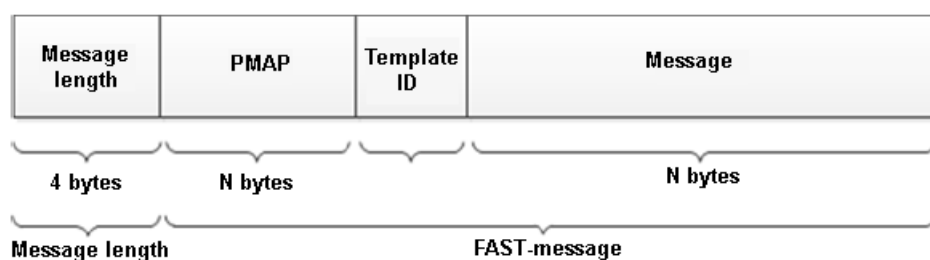 Message length
PMAP
Template ID
Message
4 bytes
N bytes
N bytes
Message length
FAST-message